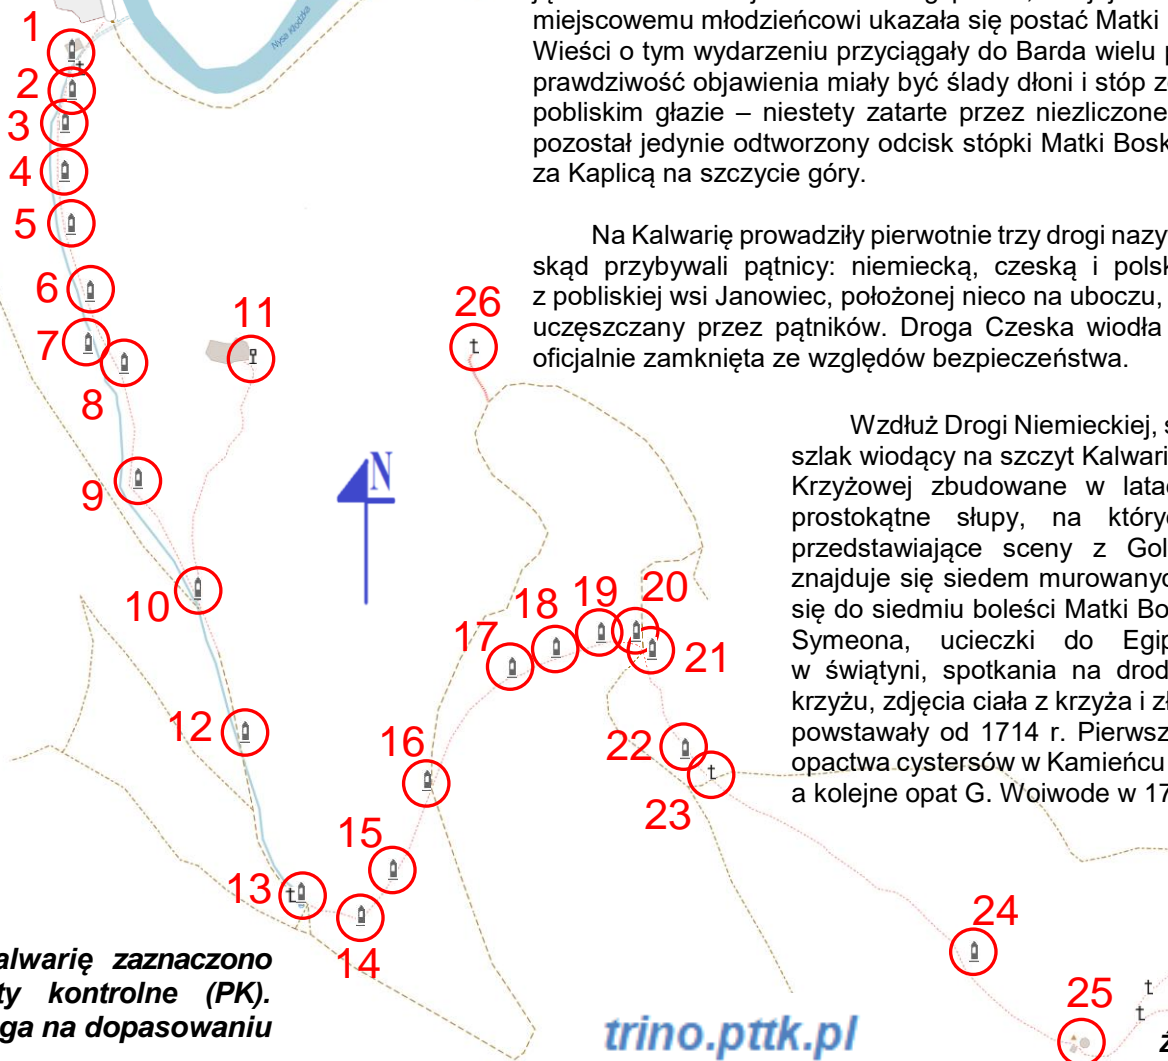 miejscowemu młodzieńcowi ukazała się postać Matki
Wieści o tym wydarzeniu przyciągały do Barda wielu
prawdziwość objawienia miały być ślady dłoni i stóp
pobliskim głazie – niestety zatarte przez niezliczone
pozostał jedynie odtworzony odcisk stópki Matki Bosk
za Kaplicą na szczycie góry.
Na Kalwarię prowadziły pierwotnie trzy drogi nazy
skąd przybywali pątnicy: niemiecką, czeską i polsk
z pobliskiej wsi Janowiec, położonej nieco na uboczu,
uczęszczany przez pątników. Droga Czeska wiodła
oficjalnie zamknięta ze względów bezpieczeństwa.
Wzdłuż Drogi Niemieckiej, s
szlak wiodący na szczyt Kalwari
Krzyżowej zbudowane w latac
prostokątne słupy, na który
przedstawiające sceny z Gol
znajduje się siedem murowanych
się do siedmiu boleści Matki Bo
Symeona, ucieczki do Egip
w świątyni, spotkania na drod
krzyżu, zdjęcia ciała z krzyża i zł
powstawały od 1714 r. Pierwsz
opactwa cystersów w Kamieńcu
a kolejne opat G. Woiwode w 17
Nysa Kłodzka
1
2
3
4
5
6
7
8
9
10
11
12
13
14
15
16
17
18
19
20
21
22
23
24
25
26
N
alwarię zaznaczono
ty kontrolne (PK).
ga na dopasowaniu
trino.pttk.pl
ż